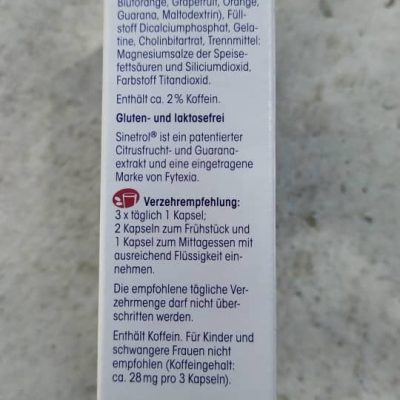 Blutorange, Grapefruit, Orange,
Guarana, Maltodextrin), Füll-
stoff Dicalciumphosphat, Gela-
tine, Cholinbitartrat, Trennmittel:
Magnesiumsalze der Speise-
fettsäuren und Siliciumdioxid,
Farbstoff Titandioxid.
Enthält ca. 2 % Koffein.
Gluten- und laktosefrei
Sinetrol® ist ein patentierter
Citrusfrucht- und Guarana-
extrakt und eine eingetragene
Marke von Fytexia.
Verzehrempfehlung:
3 x täglich 1 Kapsel;
2 Kapseln zum Frühstück und
1 Kapsel zum Mittagessen mit
ausreichend Flüssigkeit ein-
nehmen.
Die empfohlene tägliche Ver-
zehrmenge darf nicht über-
schritten werden.
Enthält Koffein. Für Kinder und
schwangere Frauen nicht
empfohlen (Koffeingehalt:
ca. 28 mg pro 3 Kapseln).